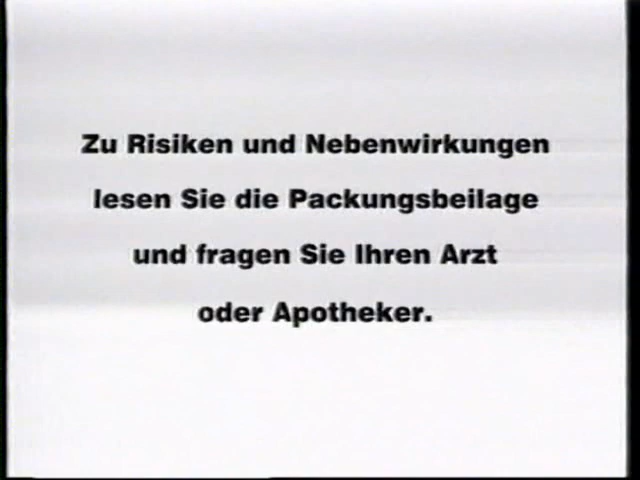 Zu Risiken und Nebenwirkungen
lesen Sie die Packungsbeilage
und fragen Sie Ihren Arzt
oder Apotheker.